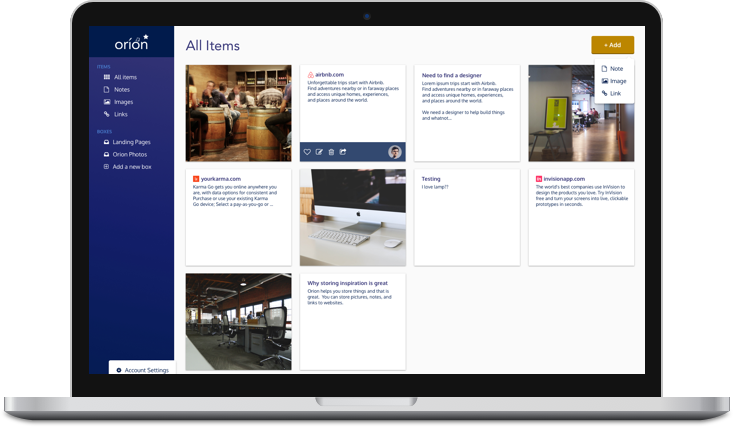 orion
All Items
+ Add
Note
Image
Link
ITEMS
All items
Notes
Images
Links
BOXES
Landing Pages
Orion Photos
Add a new box
Account Settings
airbnb.com
Unforgettable trips start with Airbnb.
Find adventures nearby or in faraway places
and access unique homes, experiences,
and places around the world.
Need to find a designer
Lorem ipsum trips start with Airbnb.
Find adventures nearby or in faraway places
and access unique homes, experiences,
and places around the world.
We need a designer to help build things
and whatnot...
yourkarma.com
Karma Go gets you online anywhere you
are, with data options for consistent and
Purchase or use your existing Karma
Go device; Select a pay-as-you-go or ...
Testing
I love lamp??
in
invisionapp.com
The world's best companies use InVision to
design the products you love. Try InVision
free and turn your screens into live, clickable
prototypes in seconds.
Why storing inspiration is great
Orion helps you store things and that is
great. You can store pictures, notes, and
links to websites.